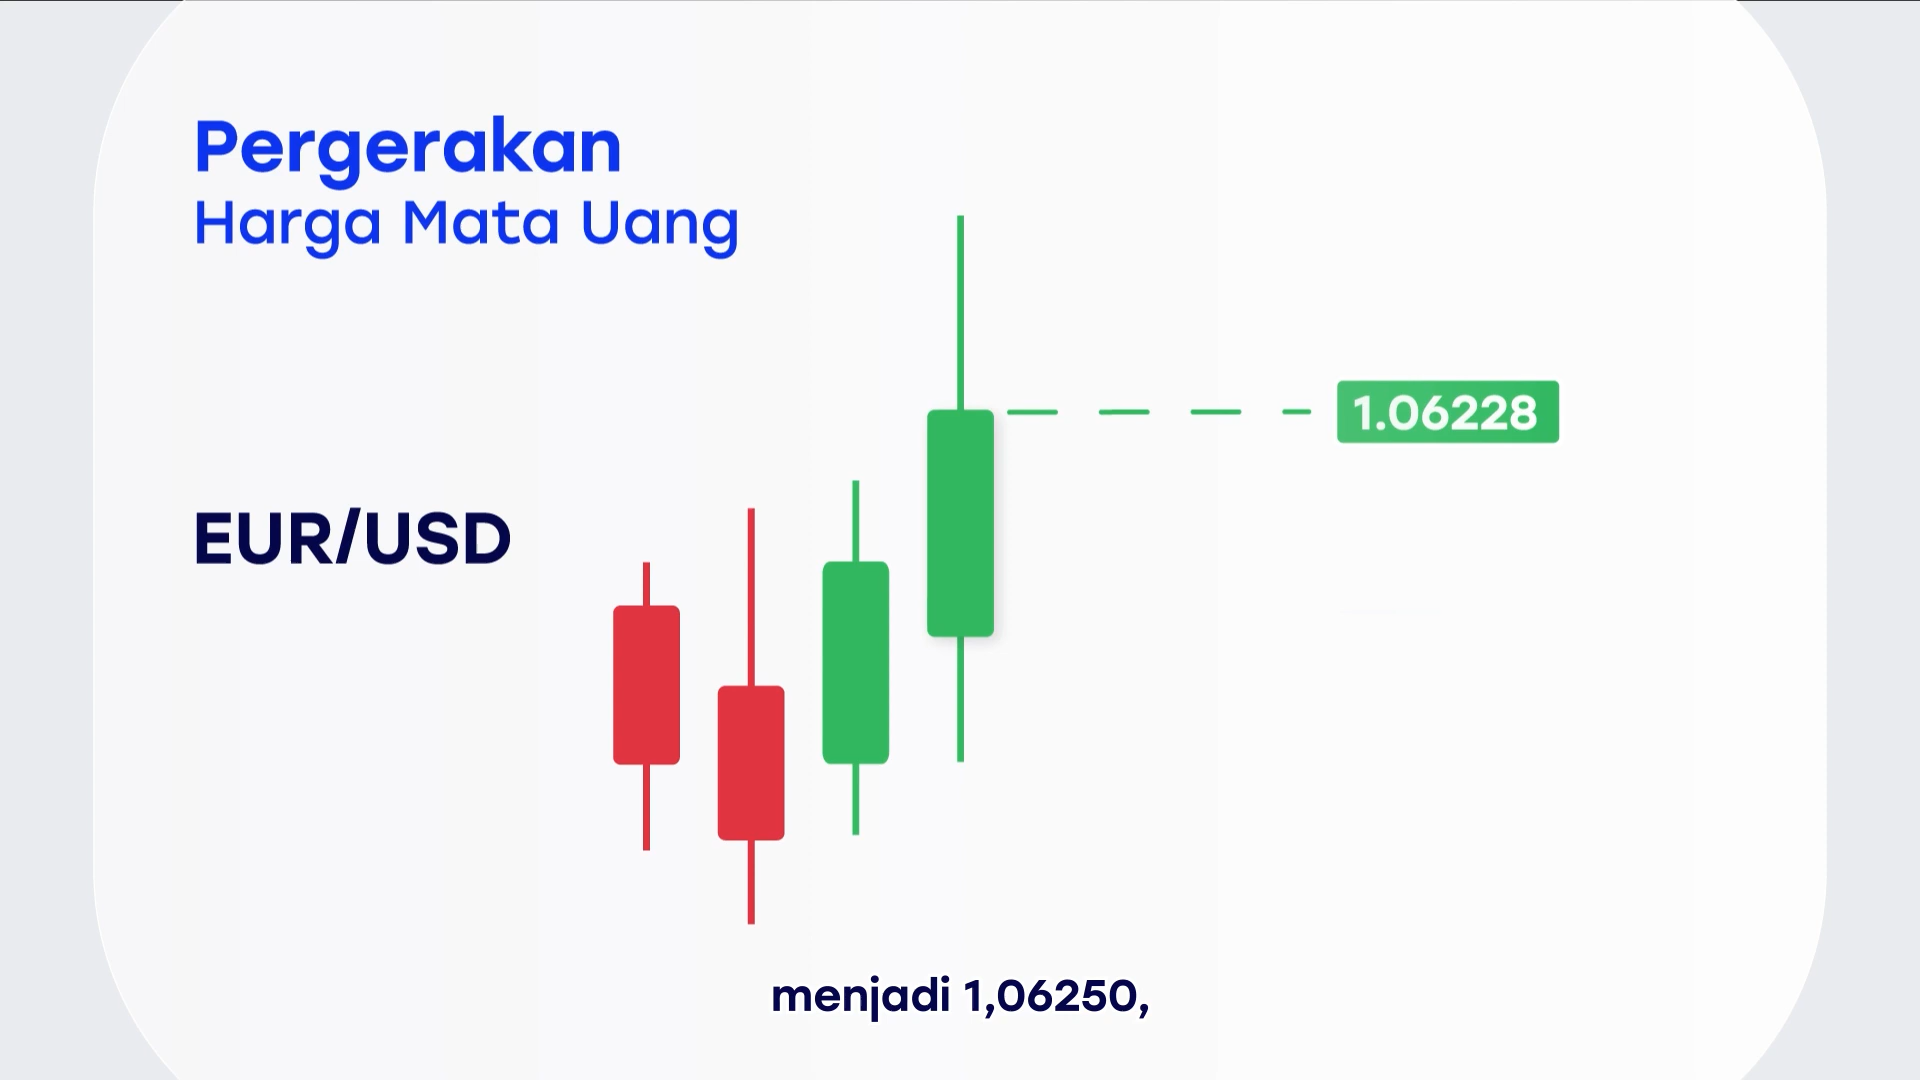 Pergerakan
Harga Mata Uang
1.06228
EUR/USD
menjadi 1,06250,